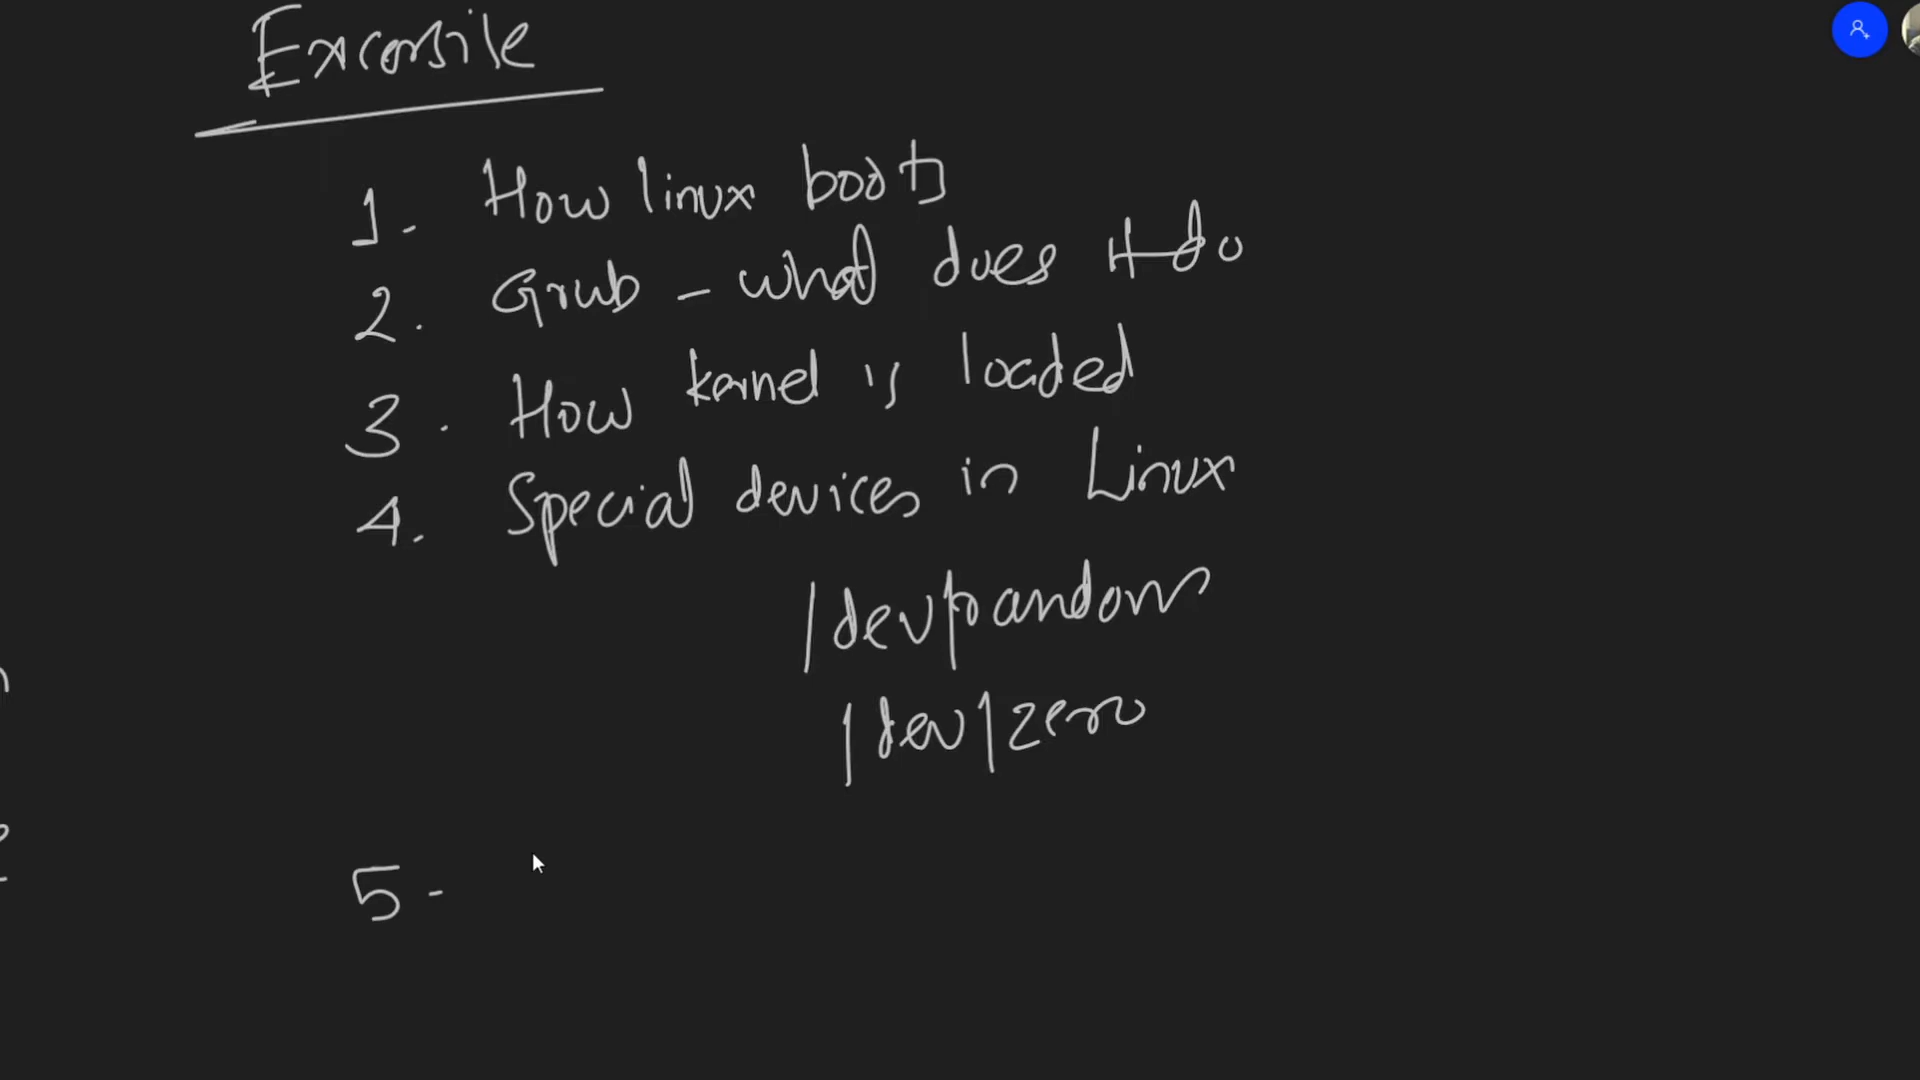 Excersile
1. How linux boots
2. Grub - what does it do
3. How kernel is loaded
4. Special devices in Linux
/dev/random
/dev/zero
5-